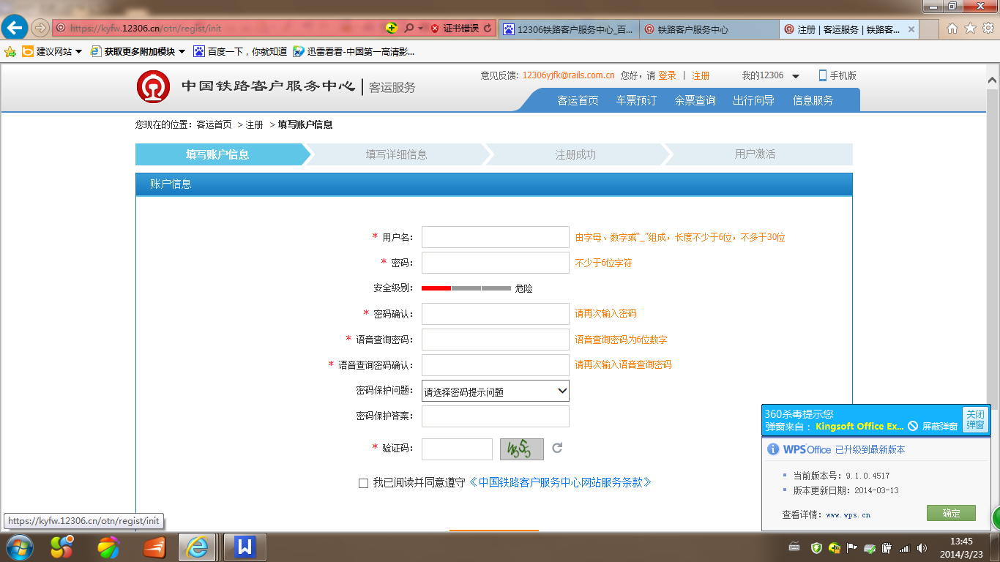 https://kyfw.12306.cn/otn/regist/init
证书错误
12306铁路客户服务中心_百...
铁路客户服务中心
注册 | 客运服务 | 铁路客...
建议网站
获取更多附加模块
百度一下，你就知道
迅雷看看-中国第一高清影...
中国铁路客户服务中心
客运服务
意见反馈: 12306yjfk@rails.com.cn 您好，请 登录 | 注册
我的12306
手机版
客运首页 车票预订 余票查询 出行向导 信息服务
您现在的位置: 客运首页 > 注册 > 填写账户信息
填写账户信息 填写详细信息 注册成功 用户激活
账户信息
* 用户名: 由字母、数字或“_”组成，长度不少于6位，不多于30位
* 密码: 不少于6位字符
安全级别: 危险
* 密码确认: 请再次输入密码
* 语音查询密码: 语音查询密码为6位数字
* 语音查询密码确认: 请再次输入语音查询密码
密码保护问题: 请选择密码提示问题
密码保护答案:
* 验证码:
我已阅读并同意遵守《中国铁路客户服务中心网站服务条款》
360杀毒提示您
弹窗来自: Kingsoft Office Ex... 屏蔽弹窗
关闭
弹窗
WPS Office 已升级到最新版本
当前版本号: 9.1.0.4517
版本更新日期: 2014-03-13
查看详情: www.wps.cn
确定
https://kyfw.12306.cn/otn/regist/init
13:45
2014/3/23